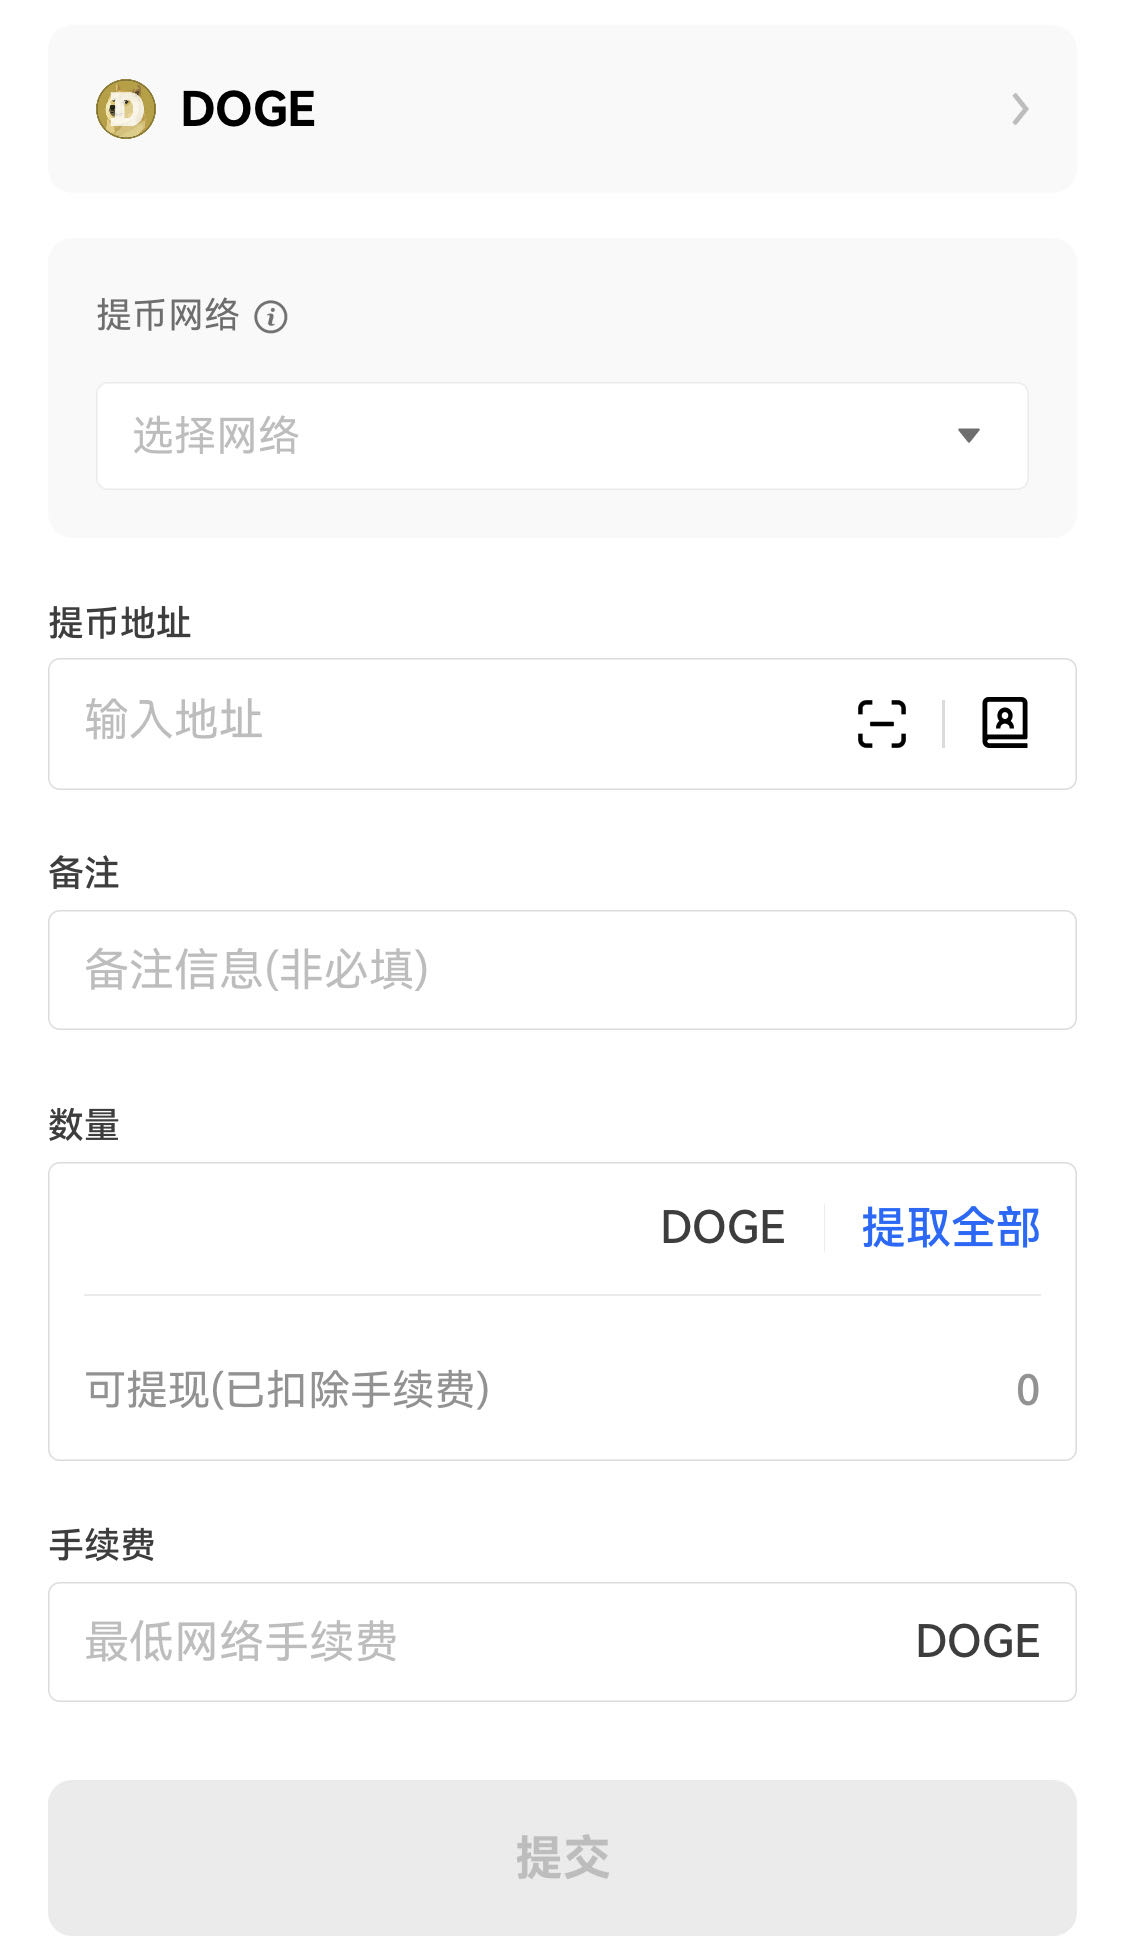 DOGE
提币网络
选择网络
提币地址
输入地址
备注
备注信息(非必填)
数量
DOGE 提取全部
可提现(已扣除手续费) 0
手续费
最低网络手续费 DOGE
提交